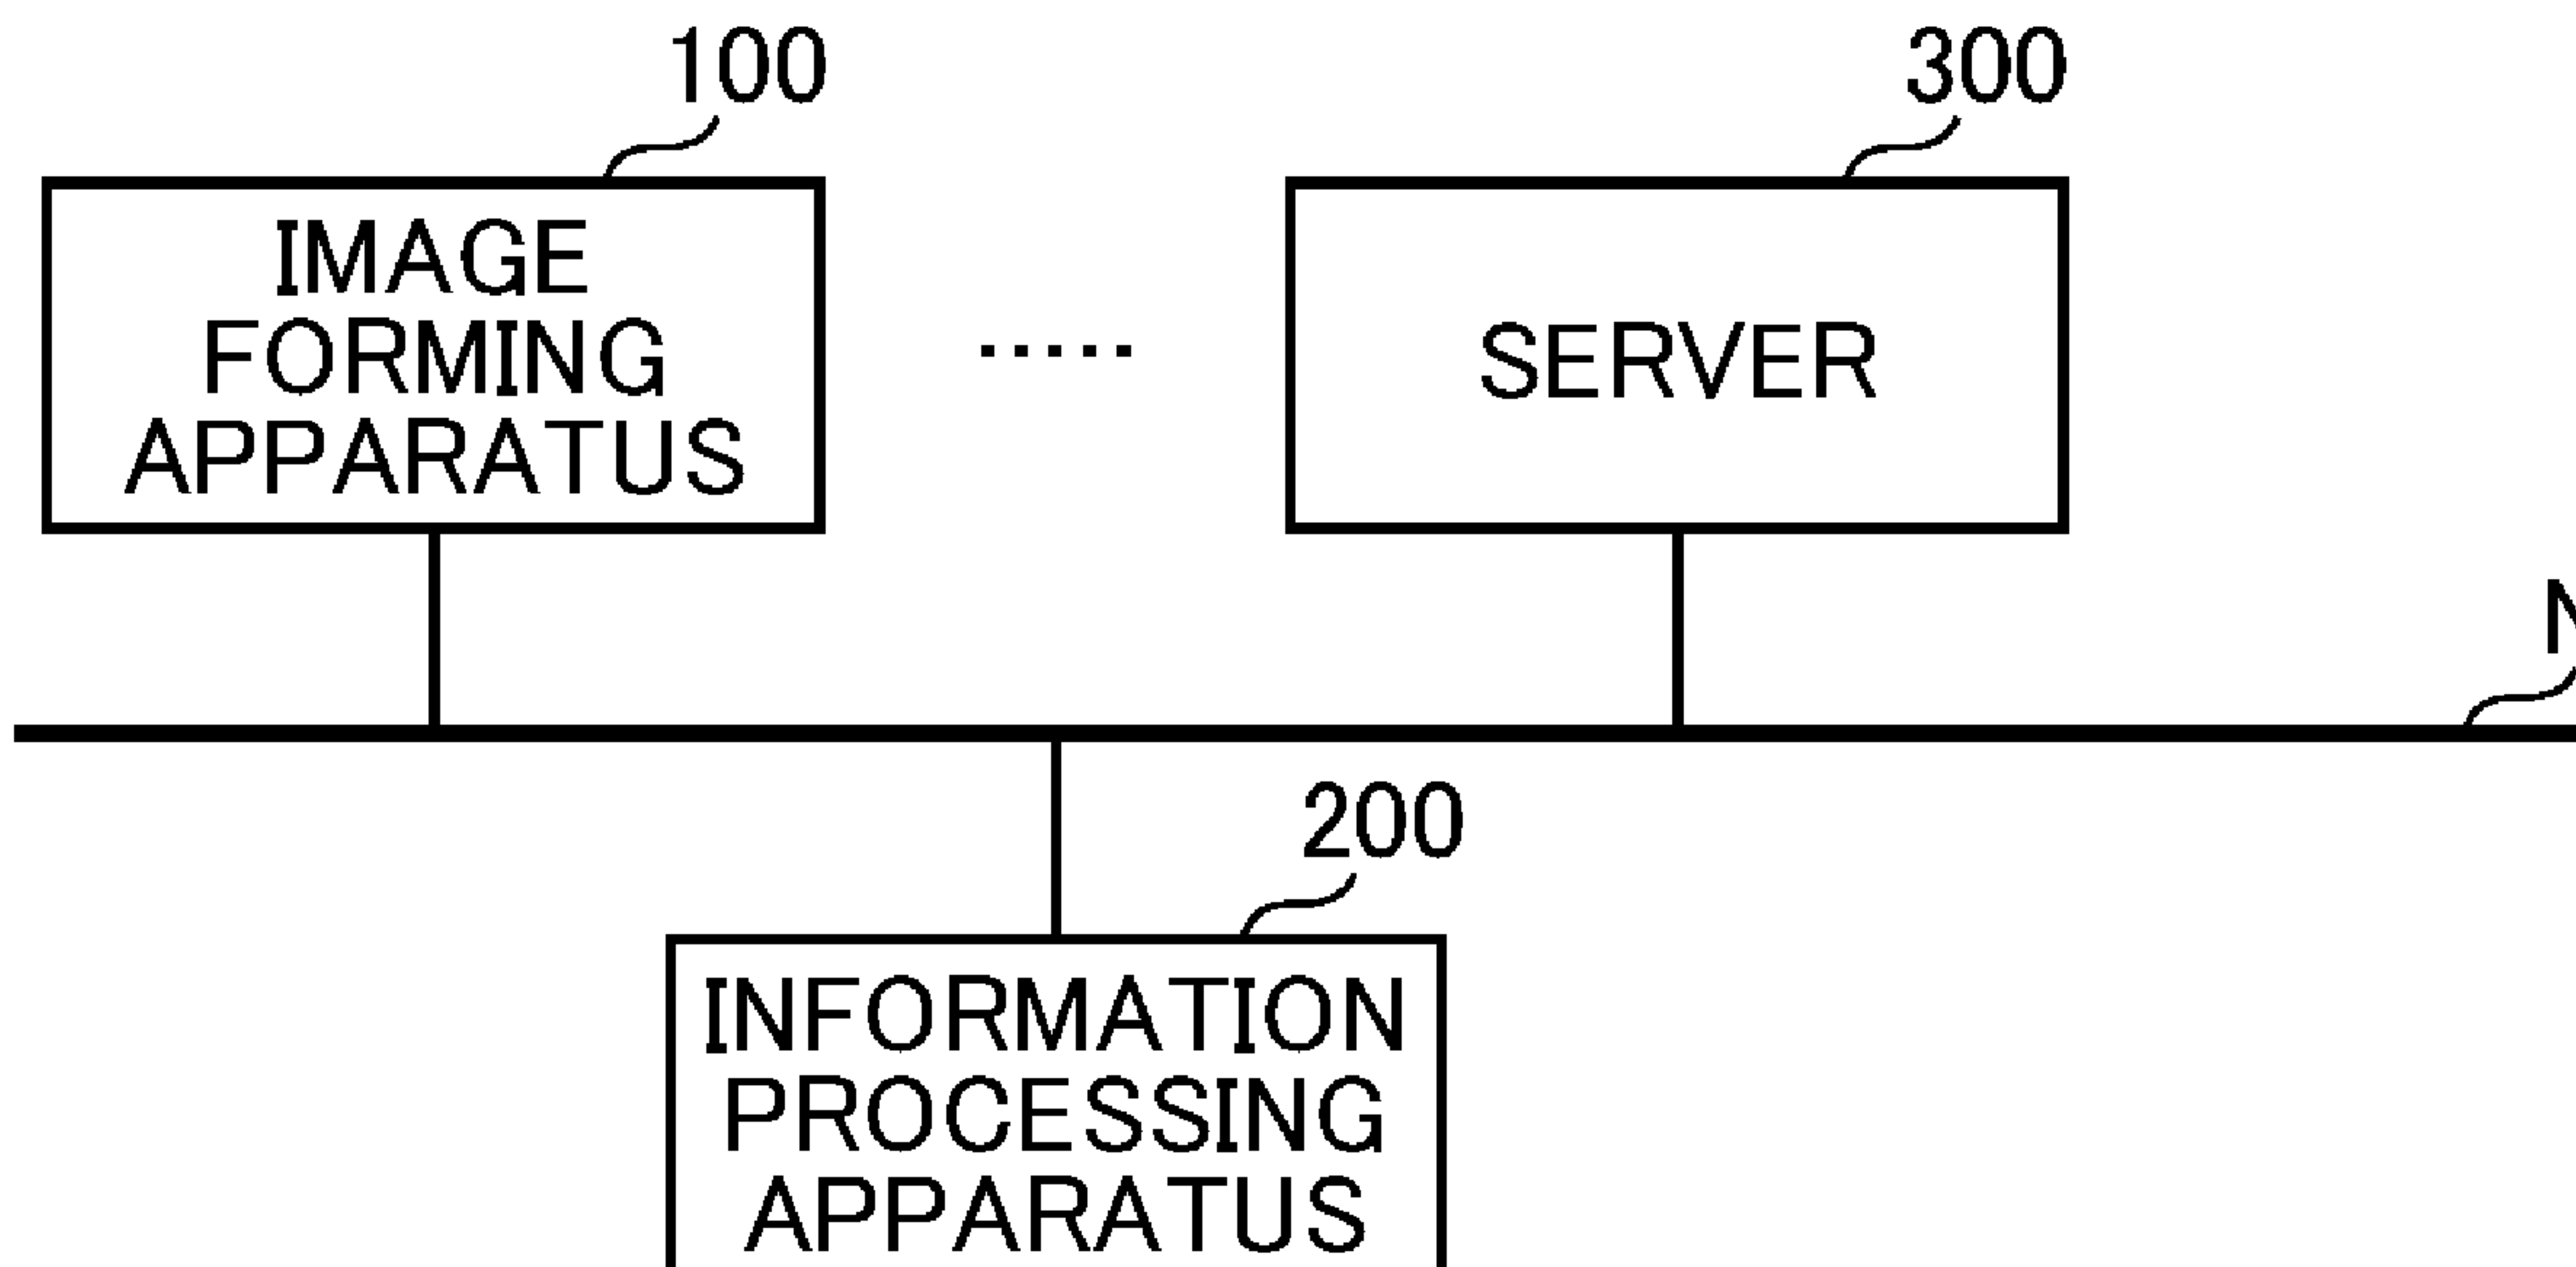 100
300
IMAGE
FORMING
APPARATUS
.....
SERVER
N
200
INFORMATION
PROCESSING
APPARATUS